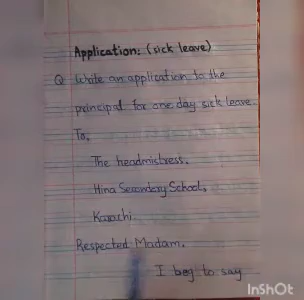 Application: (sick leave)
Q Write an application to the
principal for one day sick leave.
To,
The headmistress,
Hina Secondary School,
Karachi.
Respected Madam,
I beg to say
InShOt